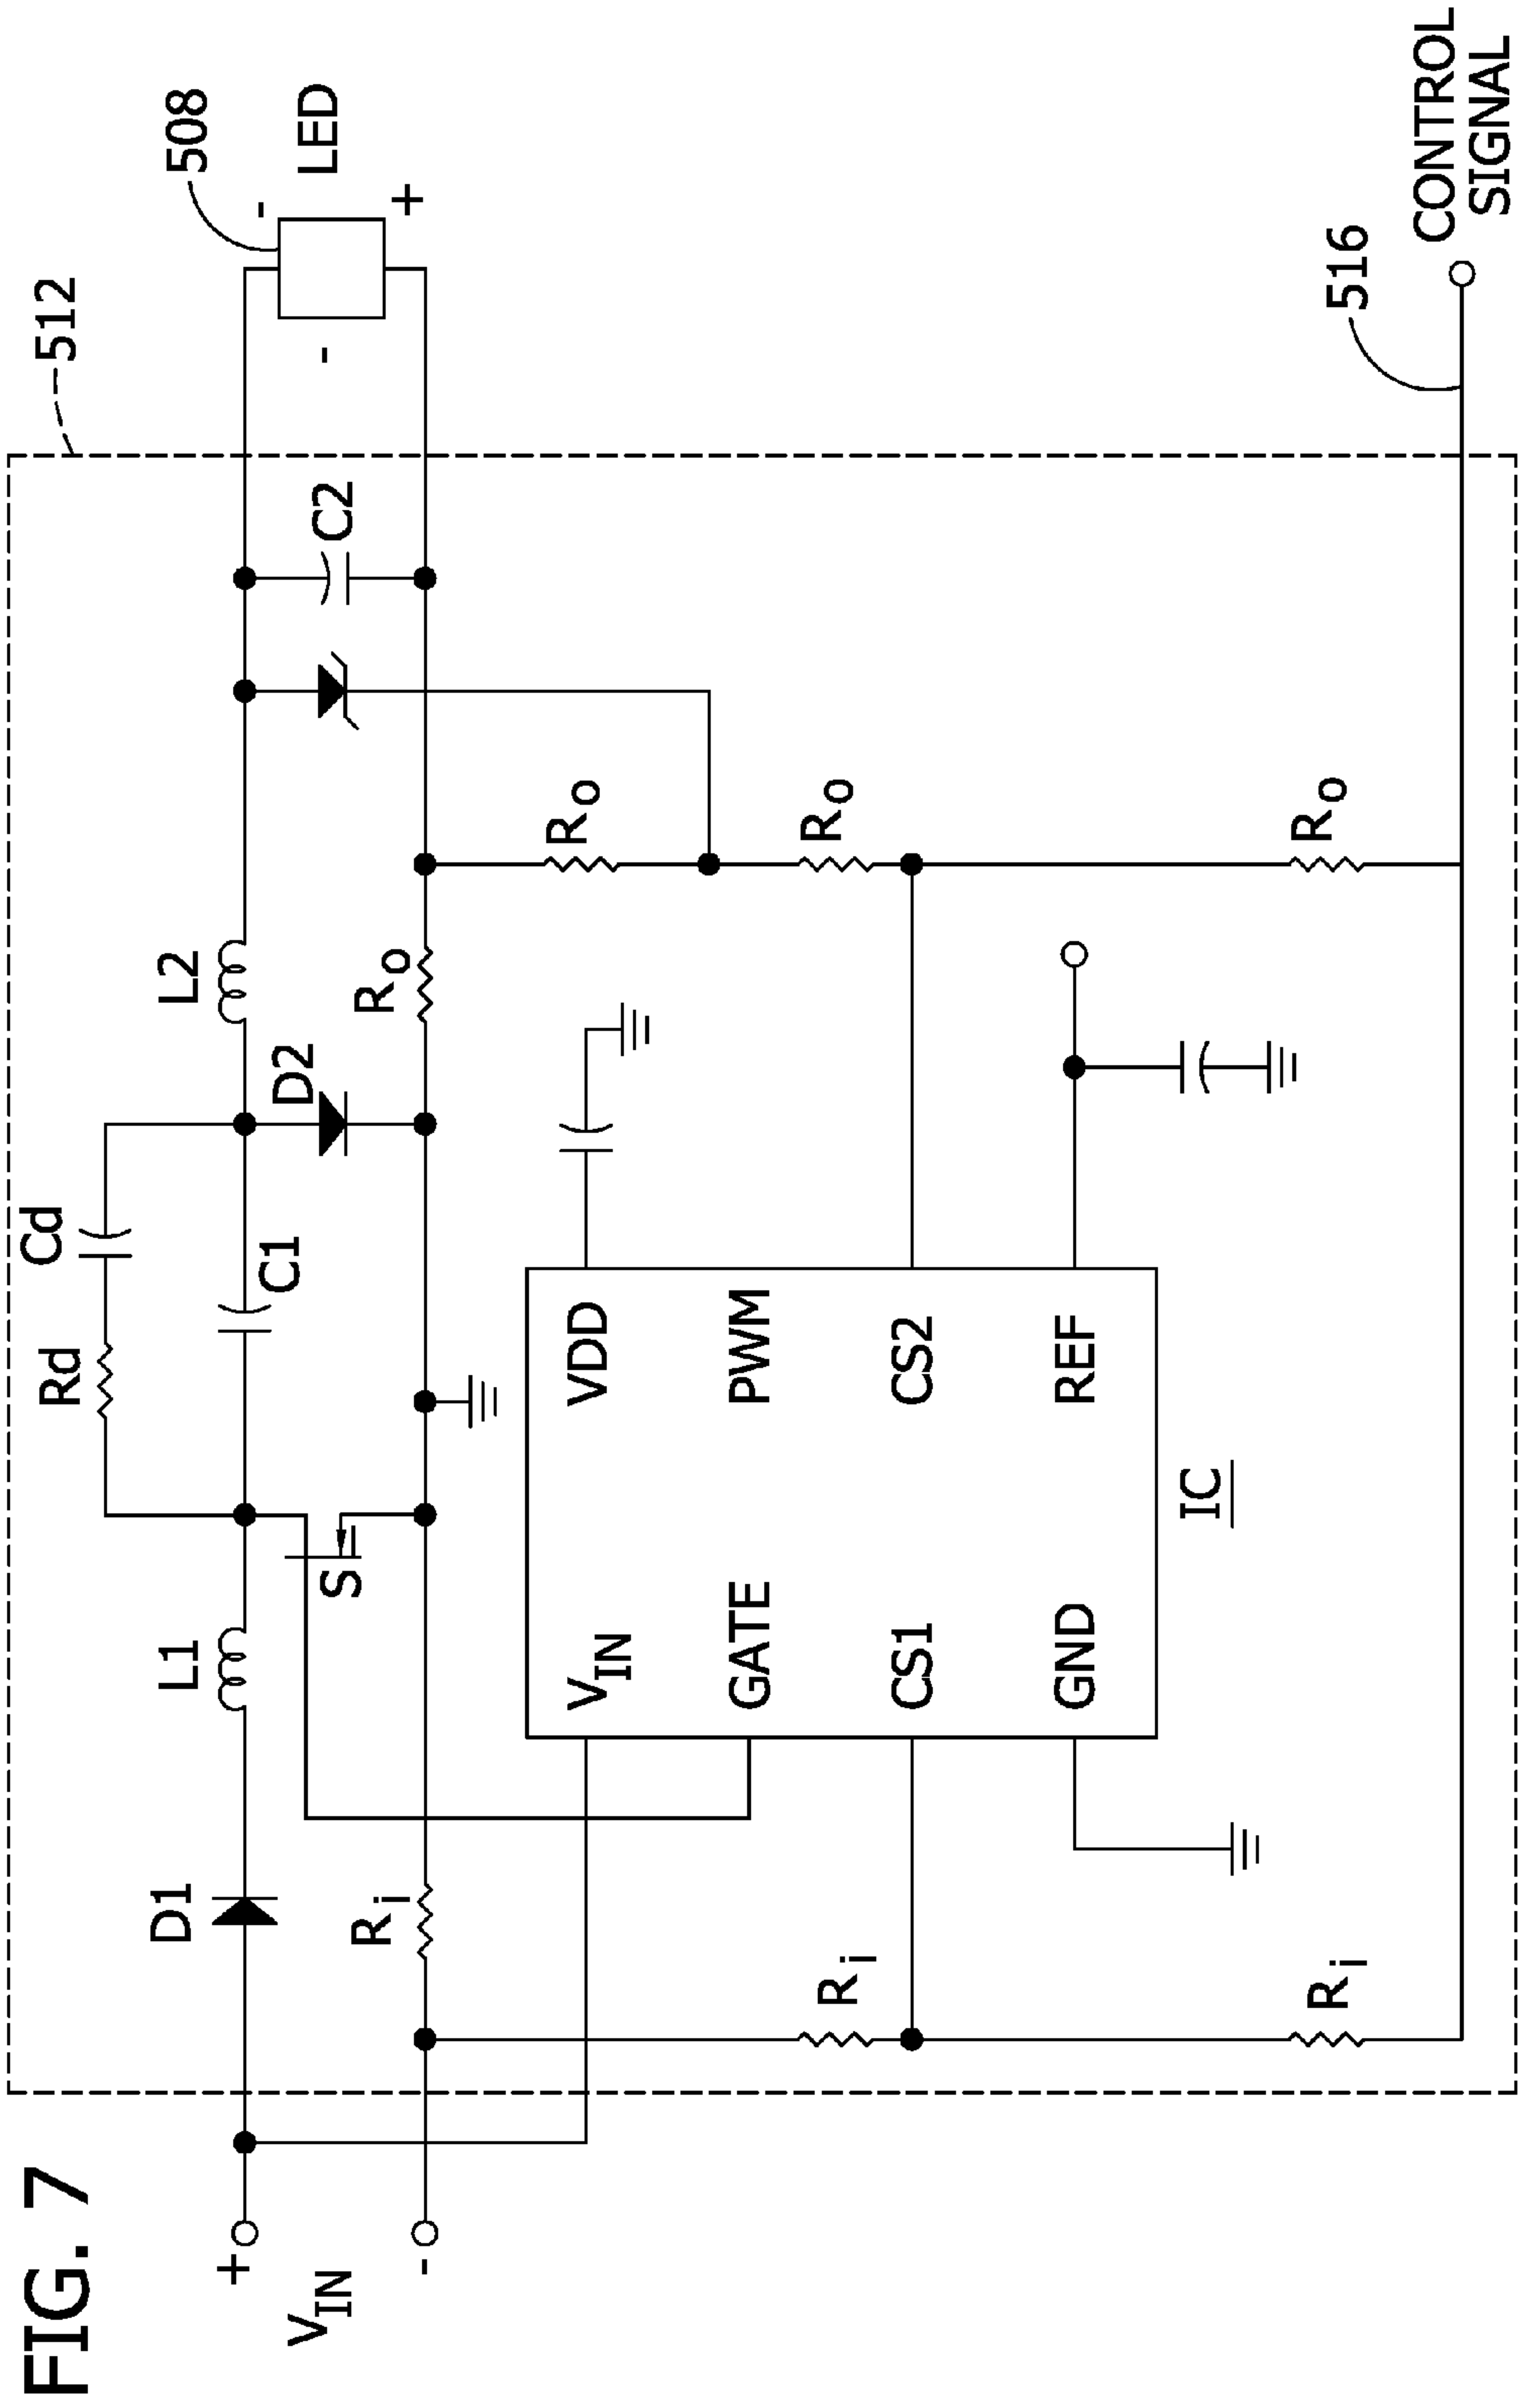 FIG. 7
512
508
LED
-
+
-
Cd
Rd
C1
L1
L2
D1
D2
C2
S
+
VIN
-
Ri
Ro
Ro
Ro
Ro
Ri
Ri
VIN
GATE
CS1
GND
VDD
PWM
CS2
REF
IC
516
CONTROL
SIGNAL